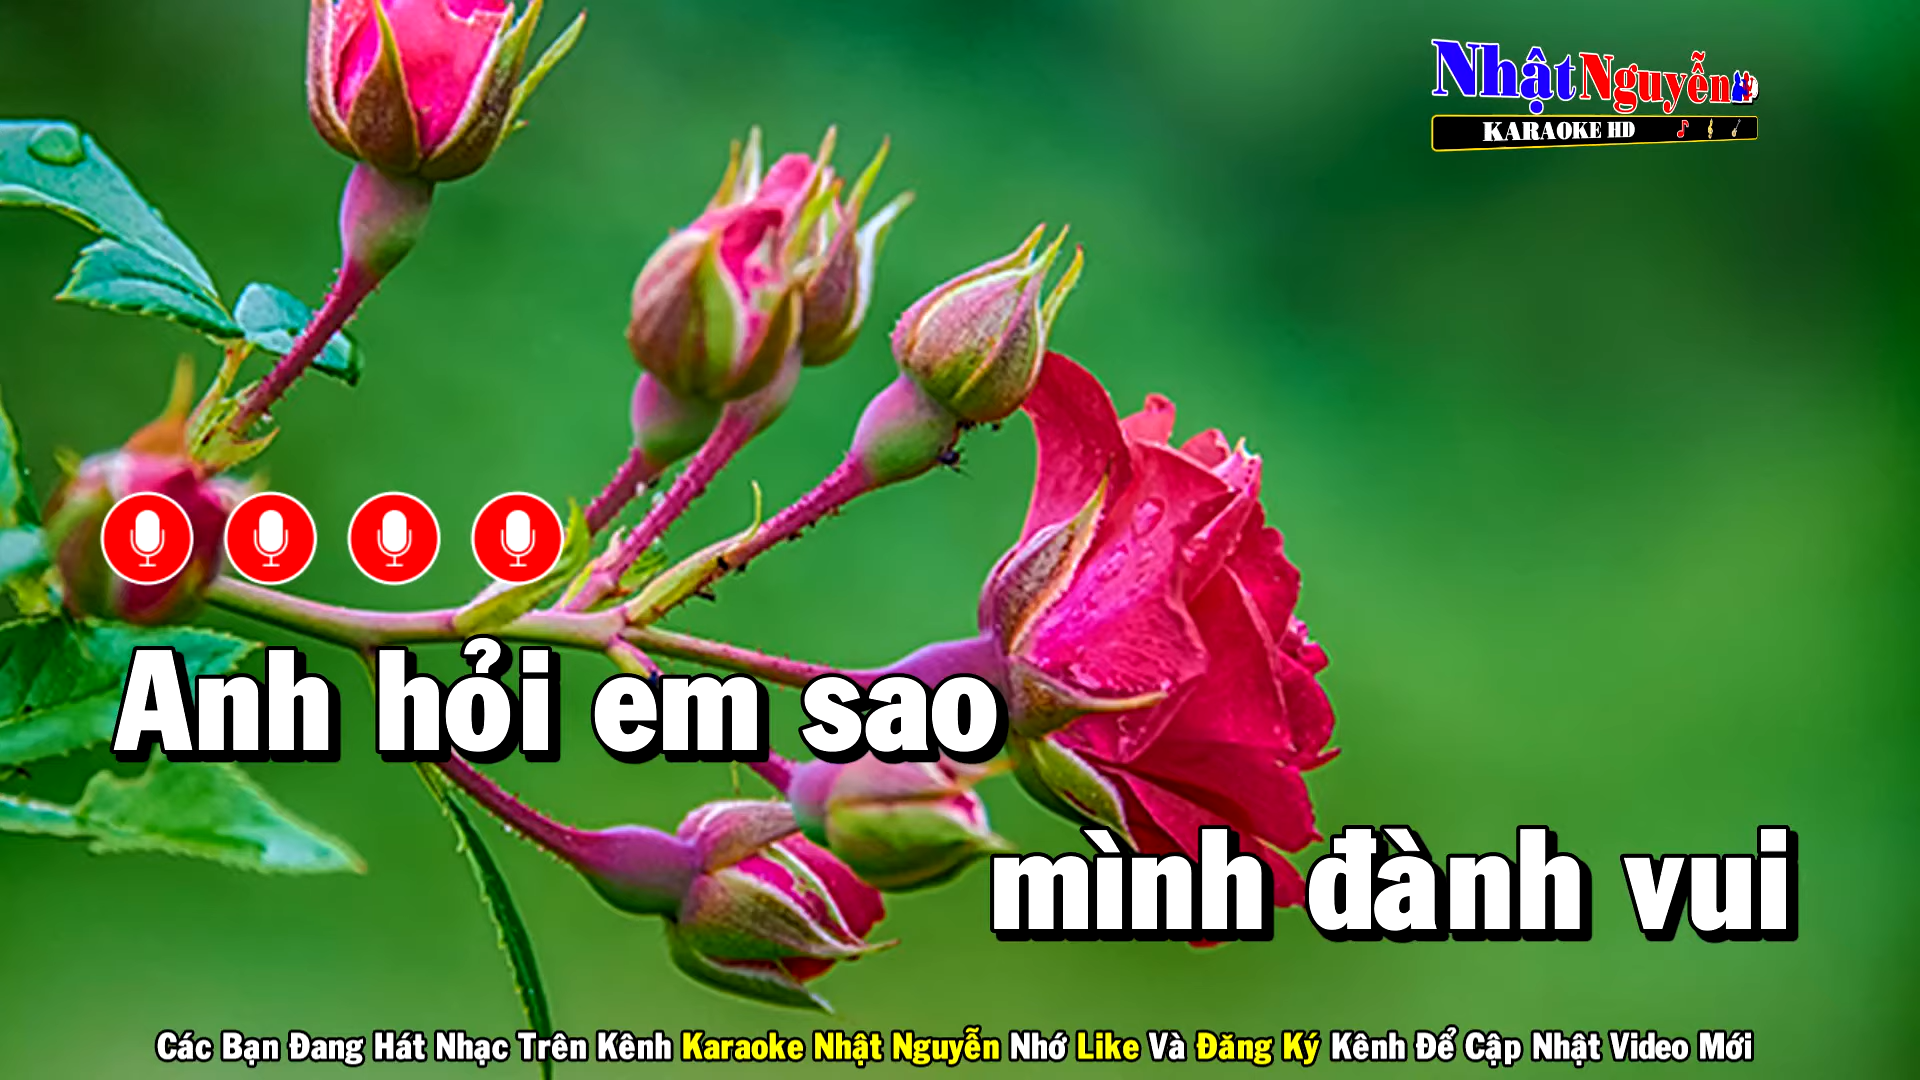 Nhật Nguyễn
KARAOKE HD
Anh hỏi em sao
mình đành vui
Các Bạn Đang Hát Nhạc Trên Kênh Karaoke Nhật Nguyễn Nhớ Like Và Đăng Ký Kênh Để Cập Nhật Video Mới